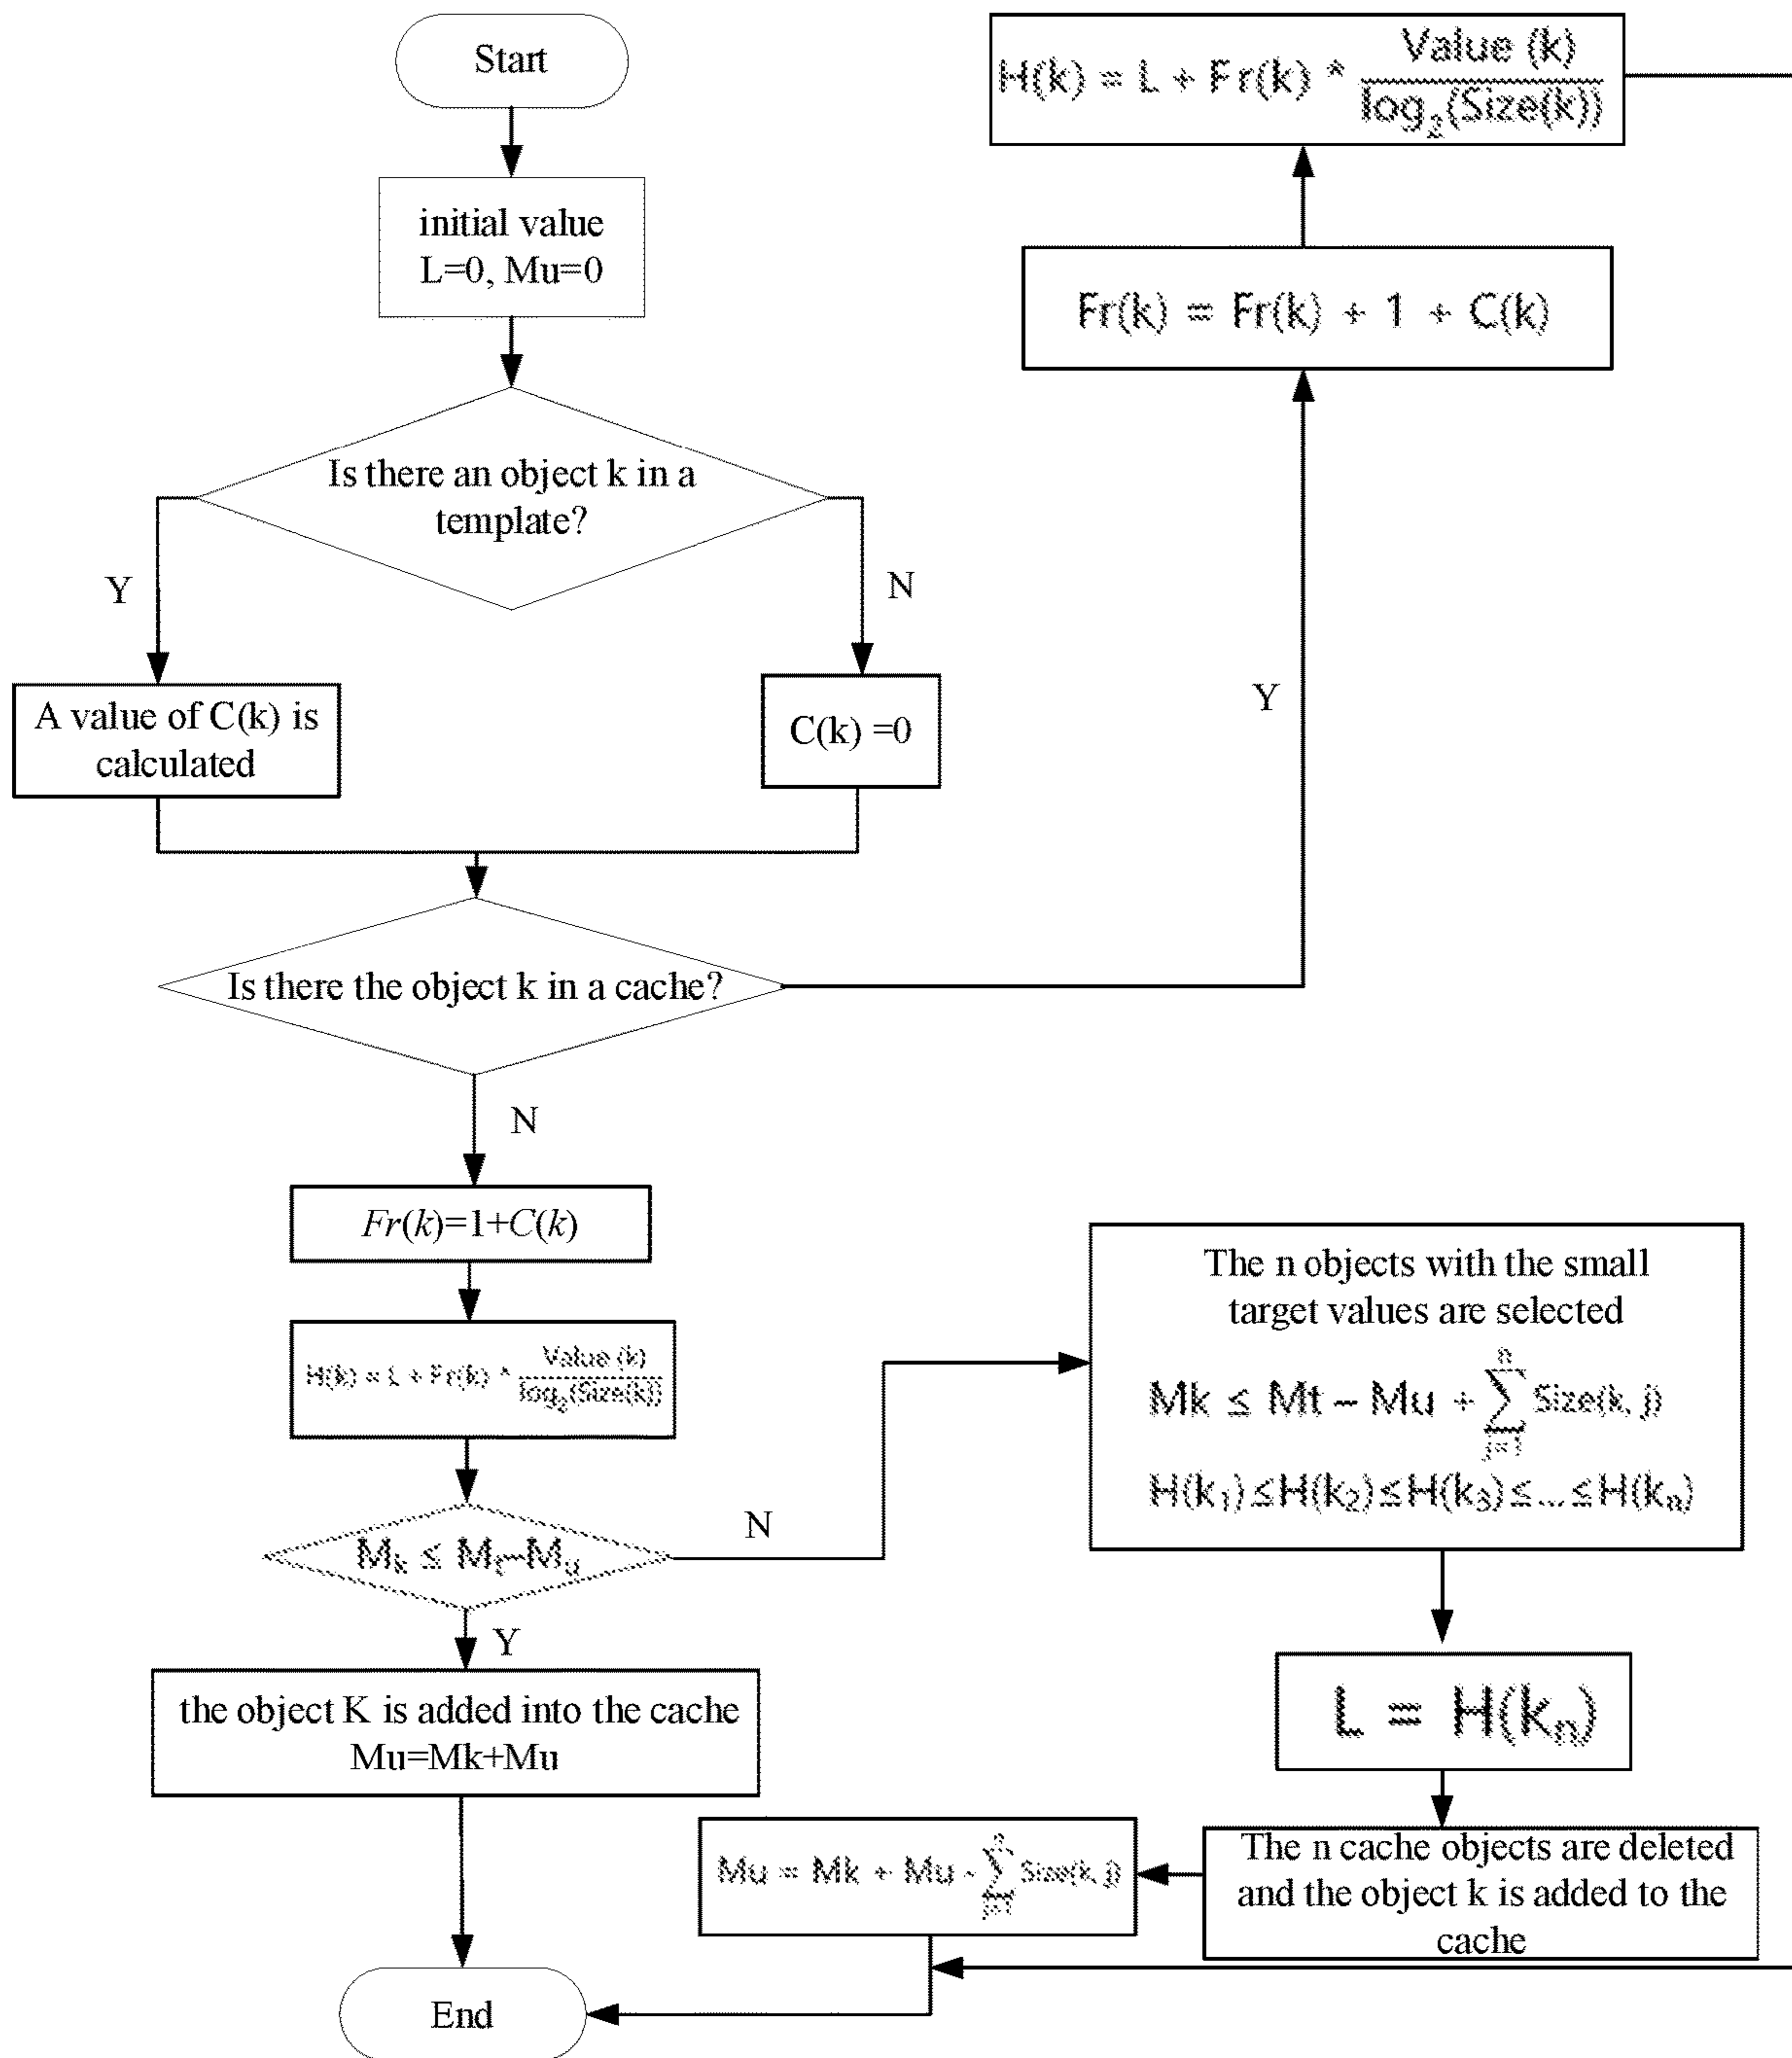 Start
initial value
L=0, Mu=0
Is there an object k in a
template?
Y
N
A value of C(k) is
calculated
C(k) =0
Is there the object k in a cache?
Y
Fr(k) = Fr(k) + 1 + C(k)
H(k) = L + Fr(k) * Value (k) / log₂(Size(k))
N
Fr(k)=1+C(k)
H(k) = L + Fr(k) * Value (k) / log₂(Size(k))
Mₖ ≤ Mₜ–Mᵤ
N
Y
the object K is added into the cache
Mu=Mk+Mu
The n objects with the small
target values are selected
Mk ≤ Mt – Mu + ∑ⁿⱼ₌₁ Size(k, j)
H(k₁)≤H(k₂)≤H(k₃)≤...≤H(kₙ)
L = H(kₙ)
The n cache objects are deleted
and the object k is added to the
cache
Mu = Mk + Mu - ∑ⁿⱼ₌₁ Size(k, j)
End